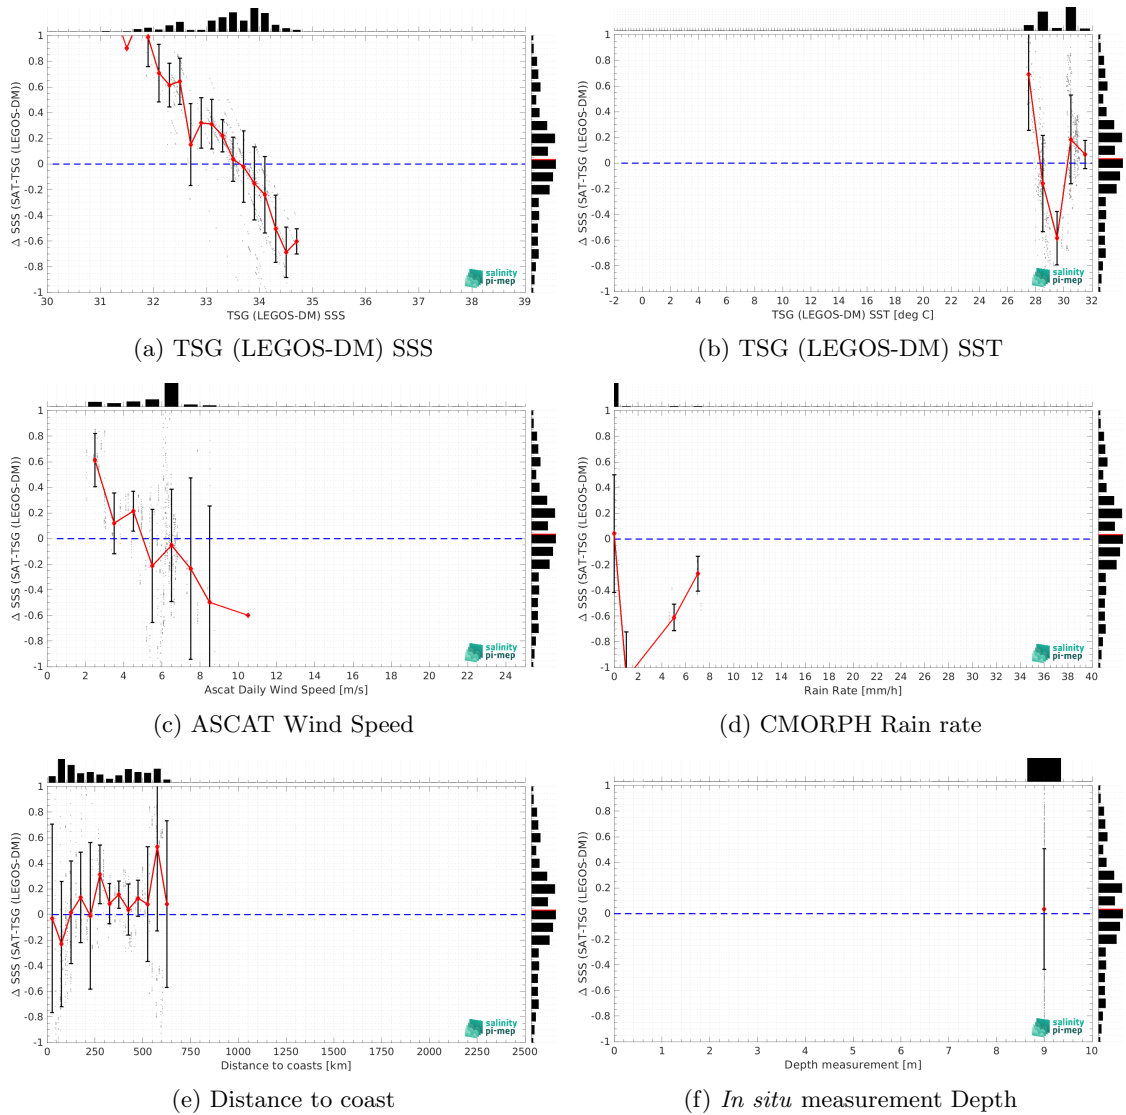 Δ SSS (SAT-TSG (LEGOS-DM))
1
0.8
0.6
0.4
0.2
0
-0.2
-0.4
-0.6
-0.8
-1
30 31 32 33 34 35 36 37 38 39
TSG (LEGOS-DM) SSS
salinity
pi-mep
(a) TSG (LEGOS-DM) SSS
Δ SSS (SAT-TSG (LEGOS-DM))
1
0.8
0.6
0.4
0.2
0
-0.2
-0.4
-0.6
-0.8
-1
-2 0 2 4 6 8 10 12 14 16 18 20 22 24 26 28 30 32
TSG (LEGOS-DM) SST [deg C]
salinity
pi-mep
(b) TSG (LEGOS-DM) SST
Δ SSS (SAT-TSG (LEGOS-DM))
1
0.8
0.6
0.4
0.2
0
-0.2
-0.4
-0.6
-0.8
-1
0 2 4 6 8 10 12 14 16 18 20 22 24
Ascat Daily Wind Speed [m/s]
salinity
pi-mep
(c) ASCAT Wind Speed
Δ SSS (SAT-TSG (LEGOS-DM))
1
0.8
0.6
0.4
0.2
0
-0.2
-0.4
-0.6
-0.8
-1
0 2 4 6 8 10 12 14 16 18 20 22 24 26 28 30 32 34 36 38 40
Rain Rate [mm/h]
salinity
pi-mep
(d) CMORPH Rain rate
Δ SSS (SAT-TSG (LEGOS-DM))
1
0.8
0.6
0.4
0.2
0
-0.2
-0.4
-0.6
-0.8
-1
0 250 500 750 1000 1250 1500 1750 2000 2250 2500
Distance to coasts [km]
salinity
pi-mep
(e) Distance to coast
Δ SSS (SAT-TSG (LEGOS-DM))
1
0.8
0.6
0.4
0.2
0
-0.2
-0.4
-0.6
-0.8
-1
0 1 2 3 4 5 6 7 8 9 10
Depth measurement [m]
salinity
pi-mep
(f) In situ measurement Depth